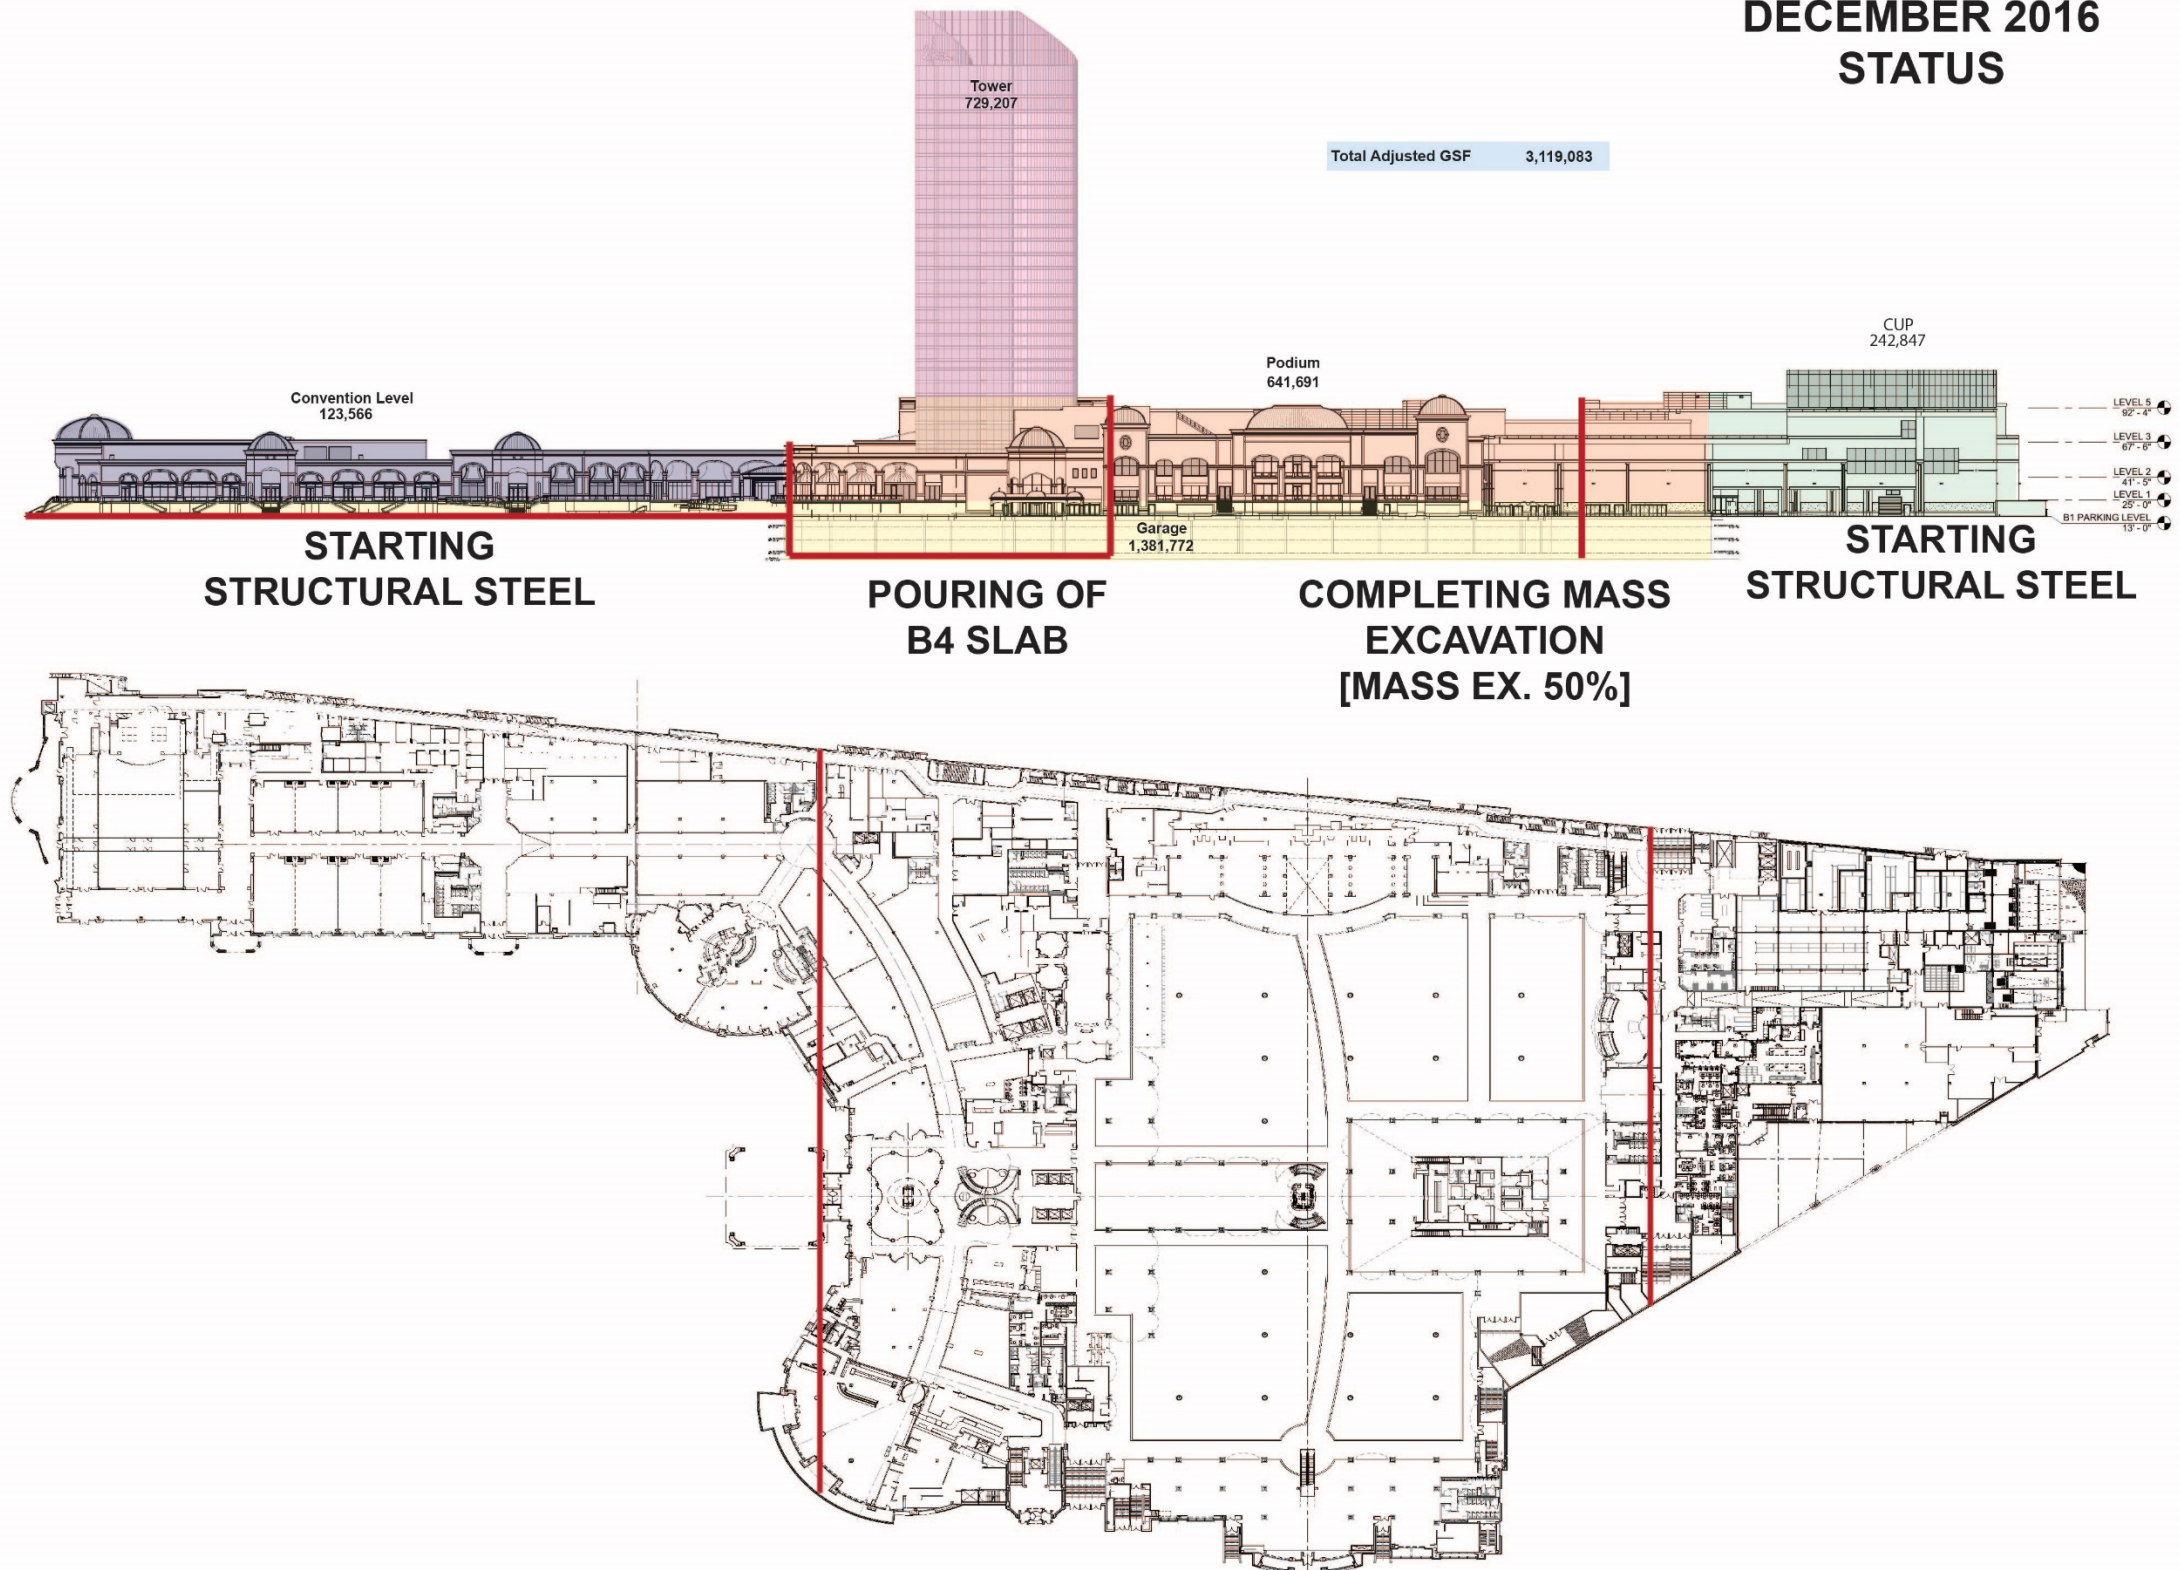 DECEMBER 2016
STATUS
Tower
729,207
Total Adjusted GSF 3,119,083
CUP
242,847
Podium
641,691
Convention Level
123,566
LEVEL 5
92' - 4"
LEVEL 3
67' - 6"
LEVEL 2
41' - 5"
LEVEL 1
25' - 0"
B1 PARKING LEVEL
13' - 0"
Garage
1,381,772
STARTING
STRUCTURAL STEEL
POURING OF
B4 SLAB
COMPLETING MASS
EXCAVATION
[MASS EX. 50%]
STARTING
STRUCTURAL STEEL